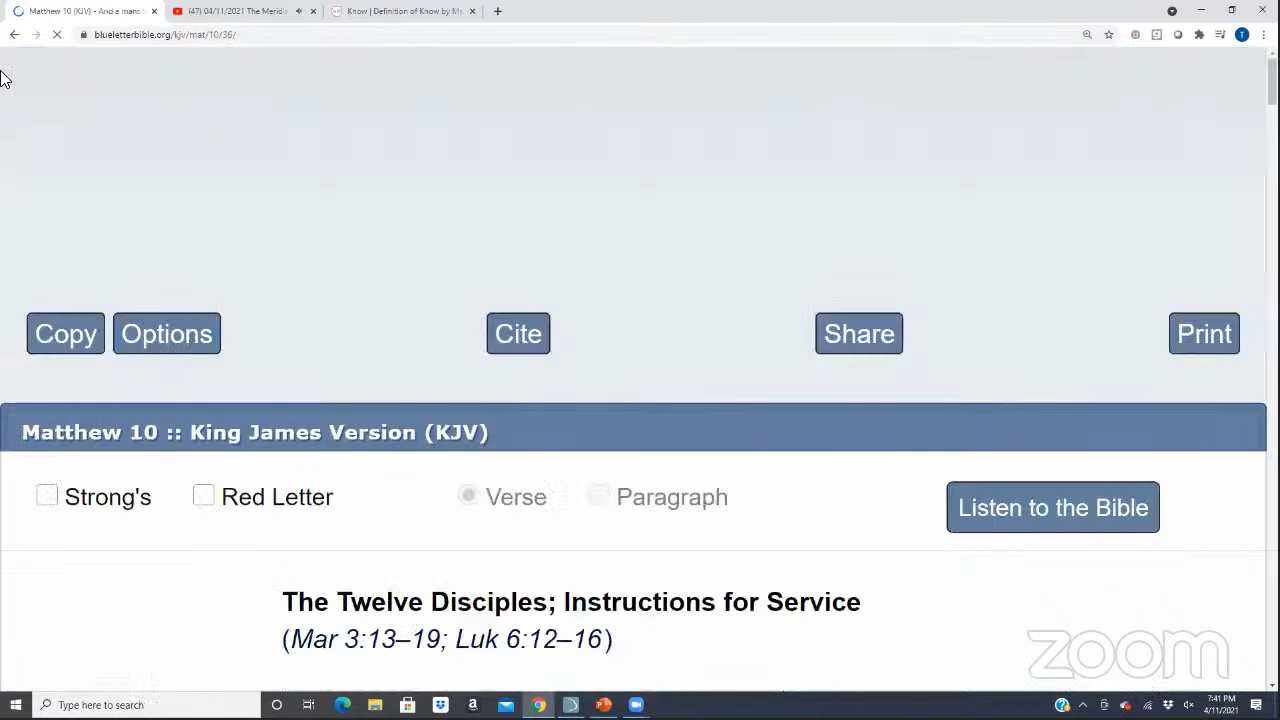 Matthew 10 (KJV) - And a mans
(47) 04/11/2021 The Meridi
Know | Definition of Know by Me
blueletterbible.org/kjv/mat/10/36/
T
Copy Options Cite Share Print
Matthew 10 :: King James Version (KJV)
Strong's Red Letter Verse Paragraph
Listen to the Bible
The Twelve Disciples; Instructions for Service
(Mar 3:13–19; Luk 6:12–16)
zoom
Type here to search
7:41 PM
4/11/2021